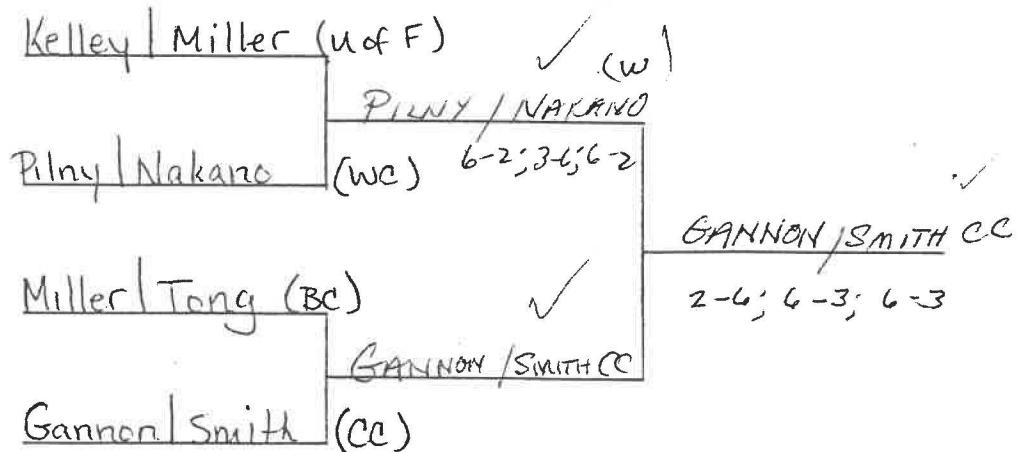 Kelley | Miller (U of F)
✓ (W)
PILNY / NAKANO
6-2; 3-6; 6-2
Pilny | Nakano (WC)
✓
GANNON / SMITH CC
2-6; 6-3; 6-3
Miller | Tong (BC)
✓
GANNON / SMITH CC
Gannon | Smith (CC)